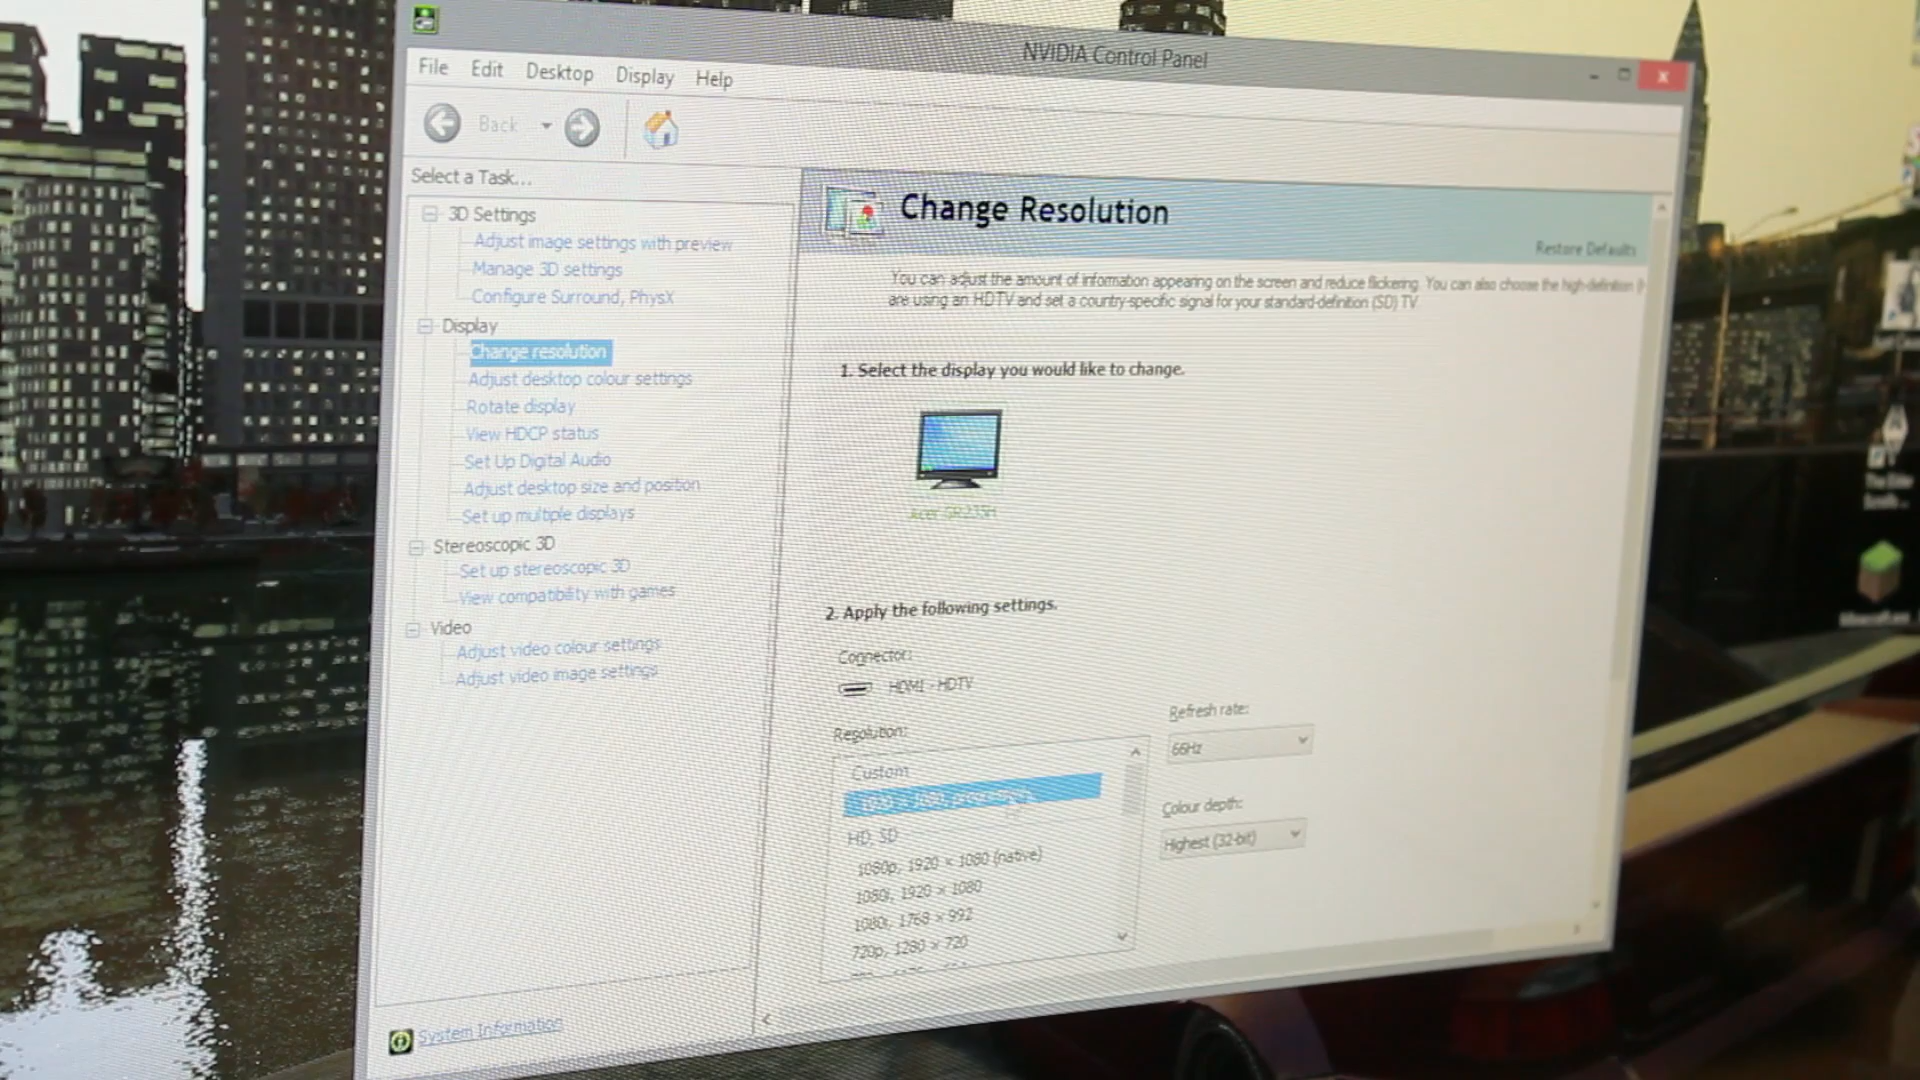 NVIDIA Control Panel
File Edit Desktop Display Help
Back
Select a Task...
3D Settings
Adjust image settings with preview
Manage 3D settings
Configure Surround, PhysX
Display
Change resolution
Adjust desktop colour settings
Rotate display
View HDCP status
Set Up Digital Audio
Adjust desktop size and position
Set up multiple displays
Stereoscopic 3D
Set up stereoscopic 3D
View compatibility with games
Video
Adjust video colour settings
Adjust video image settings
System Information
Change Resolution
Restore Defaults
You can adjust the amount of information appearing on the screen and reduce flickering. You can also choose the high-definition
are using an HDTV and set a country-specific signal for your standard-definition (SD) TV.
1. Select the display you would like to change.
Acer GR235H
2. Apply the following settings.
Connector:
HDMI - HDTV
Resolution:
Custom
1920 × 1080, progressive
HD, SD
1080p, 1920 × 1080 (native)
1080i, 1920 × 1080
1080i, 1768 × 992
720p, 1280 × 720
Refresh rate:
66Hz
Colour depth:
Highest (32-bit)
The Elder
Scrolls...